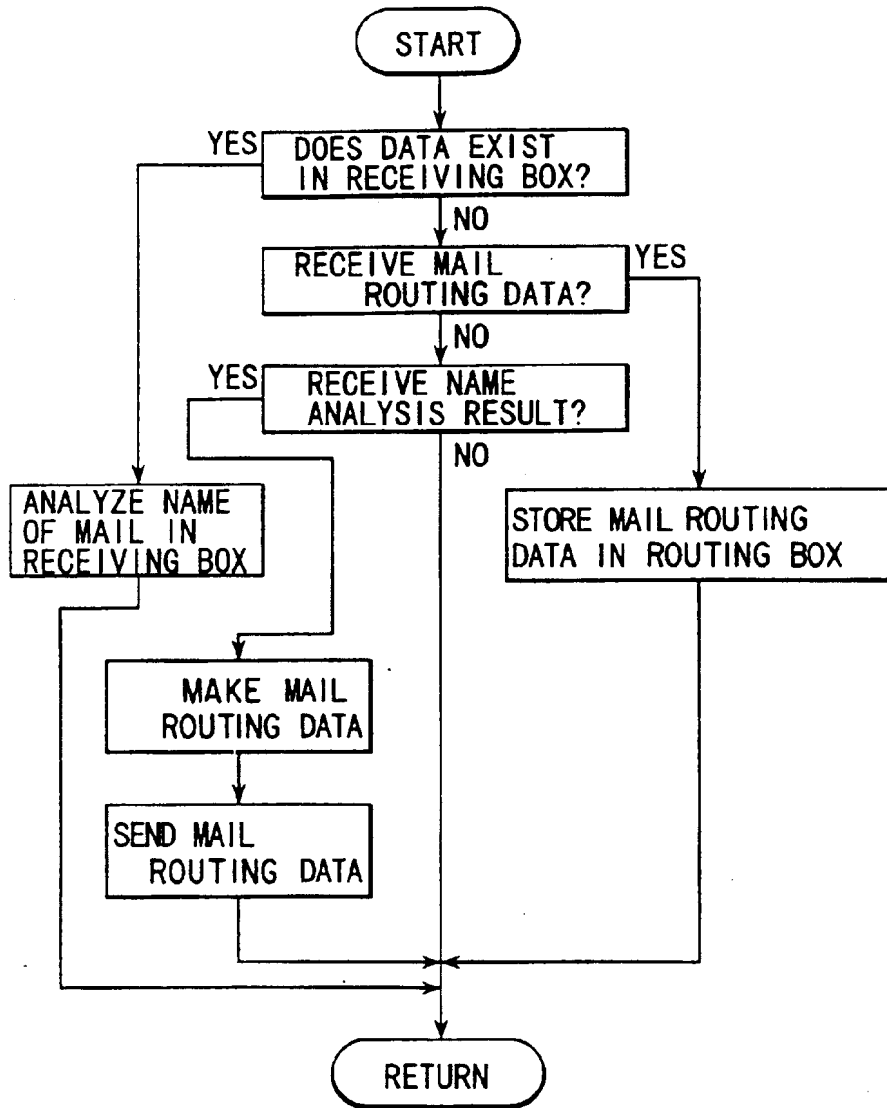 START
YES
DOES DATA EXIST
IN RECEIVING BOX?
NO
RECEIVE MAIL
ROUTING DATA?
YES
NO
YES
RECEIVE NAME
ANALYSIS RESULT?
NO
ANALYZE NAME
OF MAIL IN
RECEIVING BOX
STORE MAIL ROUTING
DATA IN ROUTING BOX
MAKE MAIL
ROUTING DATA
SEND MAIL
ROUTING DATA
RETURN